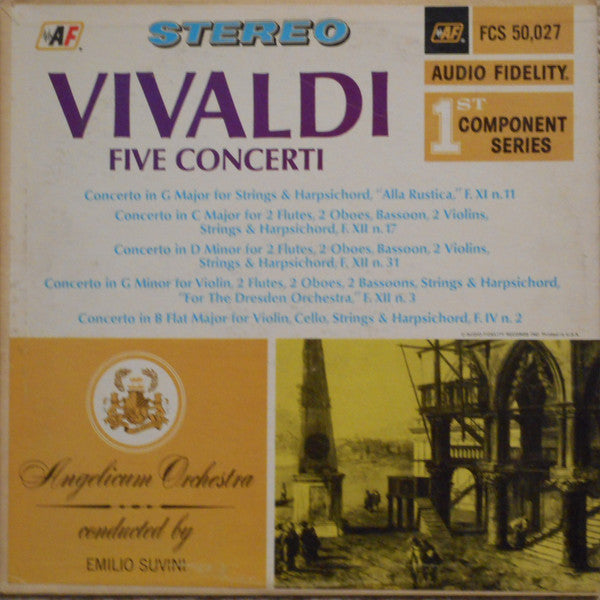 AF
STEREO
AF
FCS 50,027
AUDIO FIDELITY.
1ST
COMPONENT
SERIES
VIVALDI
FIVE CONCERTI
Concerto in G Major for Strings & Harpsichord, "Alla Rustica," F. XI n. 11
Concerto in C Major for 2 Flutes, 2 Oboes, Bassoon, 2 Violins,
Strings & Harpsichord, F. XII n. 17
Concerto in D Minor for 2 Flutes, 2 Oboes, Bassoon, 2 Violins,
Strings & Harpsichord, F. XII n. 31
Concerto in G Minor for Violin, 2 Flutes, 2 Oboes, 2 Bassoons, Strings & Harpsichord,
"For The Dresden Orchestra," F. XII n. 3
Concerto in B Flat Major for Violin, Cello, Strings & Harpsichord, F. IV n. 2
Angelicum Orchestra
conducted by
EMILIO SUVINI